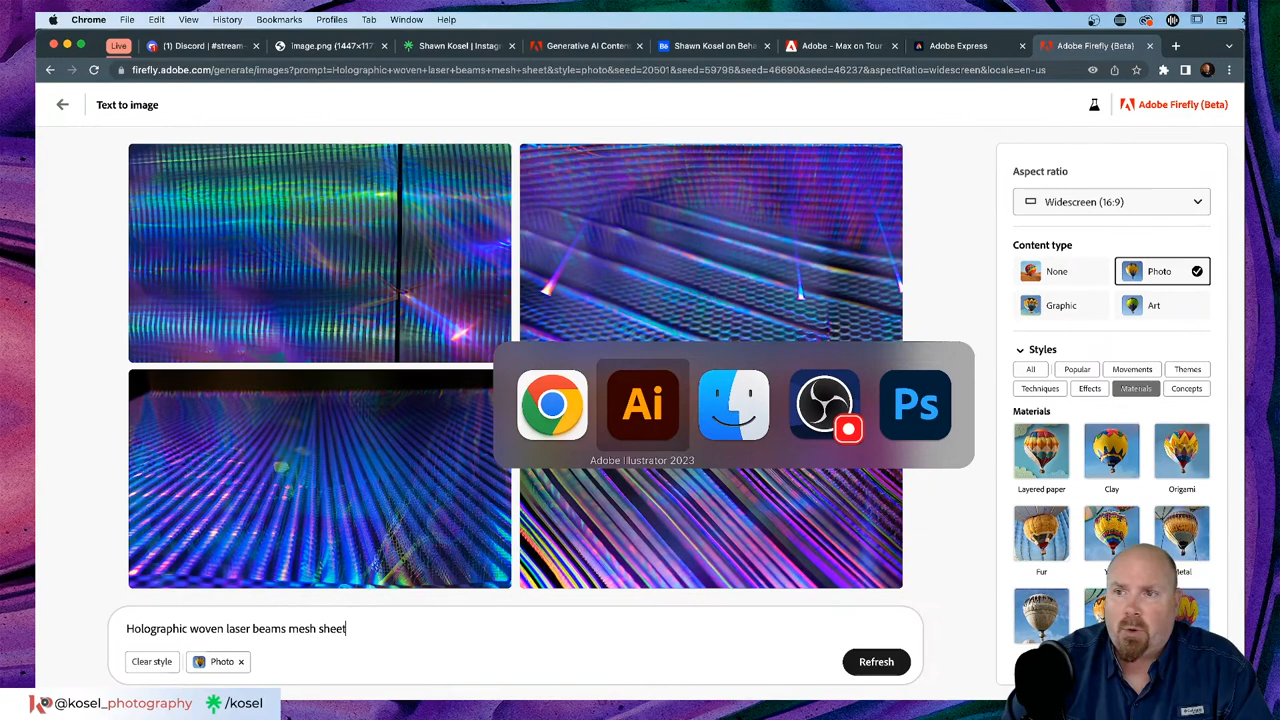 Chrome File Edit View History Bookmarks Profiles Tab Window Help
Live (1) Discord | #stream- image.png (1447×117 Shawn Kosel | Instag Generative AI Conten Shawn Kosel on Beha Adobe - Max on Tour Adobe Express Adobe Firefly (Beta)
firefly.adobe.com/generate/images?prompt=Holographic+woven+laser+beams+mesh+sheet&style=photo&seed=20501&seed=59798&seed=46690&seed=46237&aspectRatio=widescreen&locale=en-us
Text to image
Adobe Firefly (Beta)
Aspect ratio
Widescreen (16:9)
Content type
None Photo
Graphic Art
Styles
All Popular Movements Themes
Techniques Effects Materials Concepts
Materials
Layered paper Clay Origami
Fur Y Metal
Ai Ps
Adobe Illustrator 2023
Holographic woven laser beams mesh sheet
Clear style Photo
Refresh
@kosel_photography /kosel